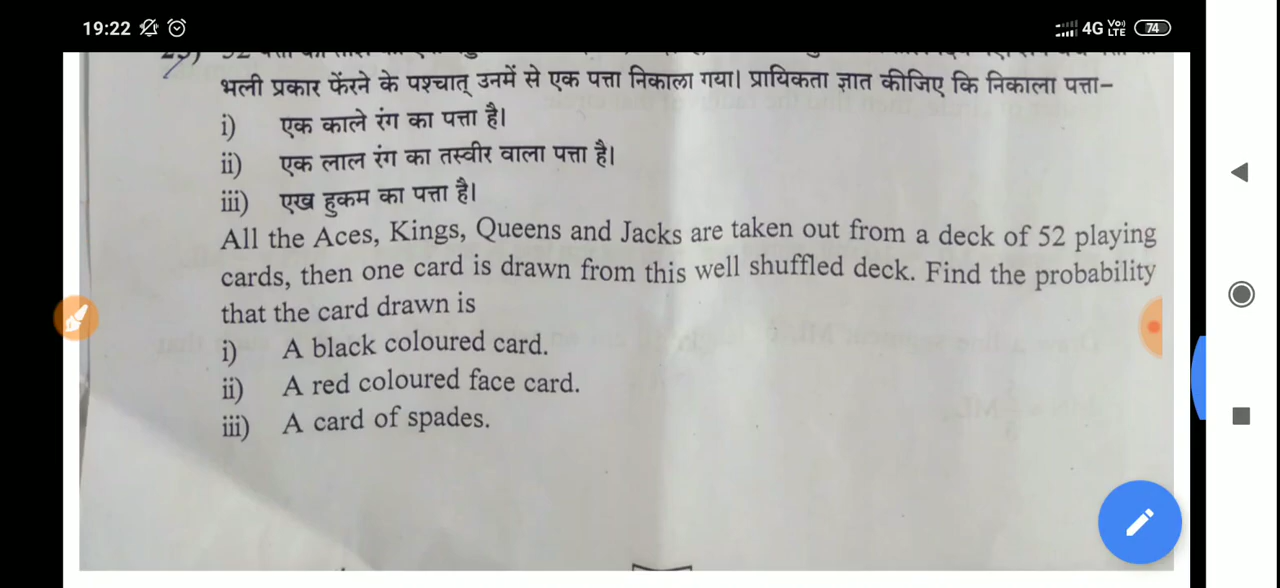 19:22
4G Vo)) LTE 74
भली प्रकार फेंरने के पश्चात् उनमें से एक पत्ता निकाला गया। प्रायिकता ज्ञात कीजिए कि निकाला पत्ता–
i) एक काले रंग का पत्ता है।
ii) एक लाल रंग का तस्वीर वाला पत्ता है।
iii) एख हुकम का पत्ता है।
All the Aces, Kings, Queens and Jacks are taken out from a deck of 52 playing
cards, then one card is drawn from this well shuffled deck. Find the probability
that the card drawn is
i) A black coloured card.
ii) A red coloured face card.
iii) A card of spades.